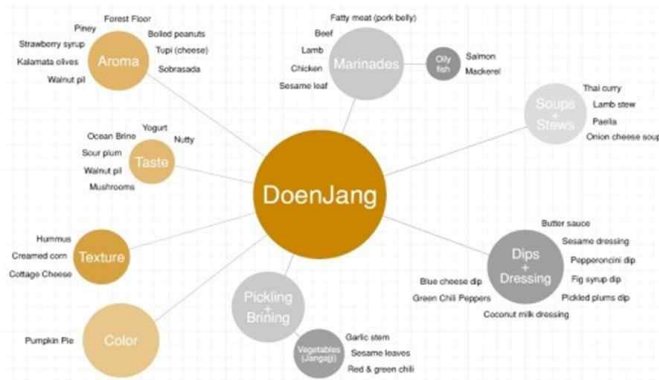 Forest Floor
Piney
Boiled peanuts
Strawberry syrup
Tupi (cheese)
Kalamata olives
Sobrasada
Walnut pil
Aroma
Fatty meat (pork belly)
Beef
Lamb
Chicken
Sesame leaf
Marinades
Oily
fish
Salmon
Mackerel
Thai curry
Lamb stew
Paella
Onion cheese soup
Soups
+
Stews
Yogurt
Ocean Brine
Nutty
Sour plum
Walnut pil
Mushrooms
Taste
DoenJang
Hummus
Creamed corn
Cottage Cheese
Texture
Butter sauce
Sesame dressing
Pepperoncini dip
Fig syrup dip
Pickled plums dip
Blue cheese dip
Green Chili Peppers
Coconut milk dressing
Dips
+
Dressing
Pickling
+
Brining
Vegetables
(Jangajji)
Garlic stem
Sesame leaves
Red & green chili
Pumpkin Pie
Color